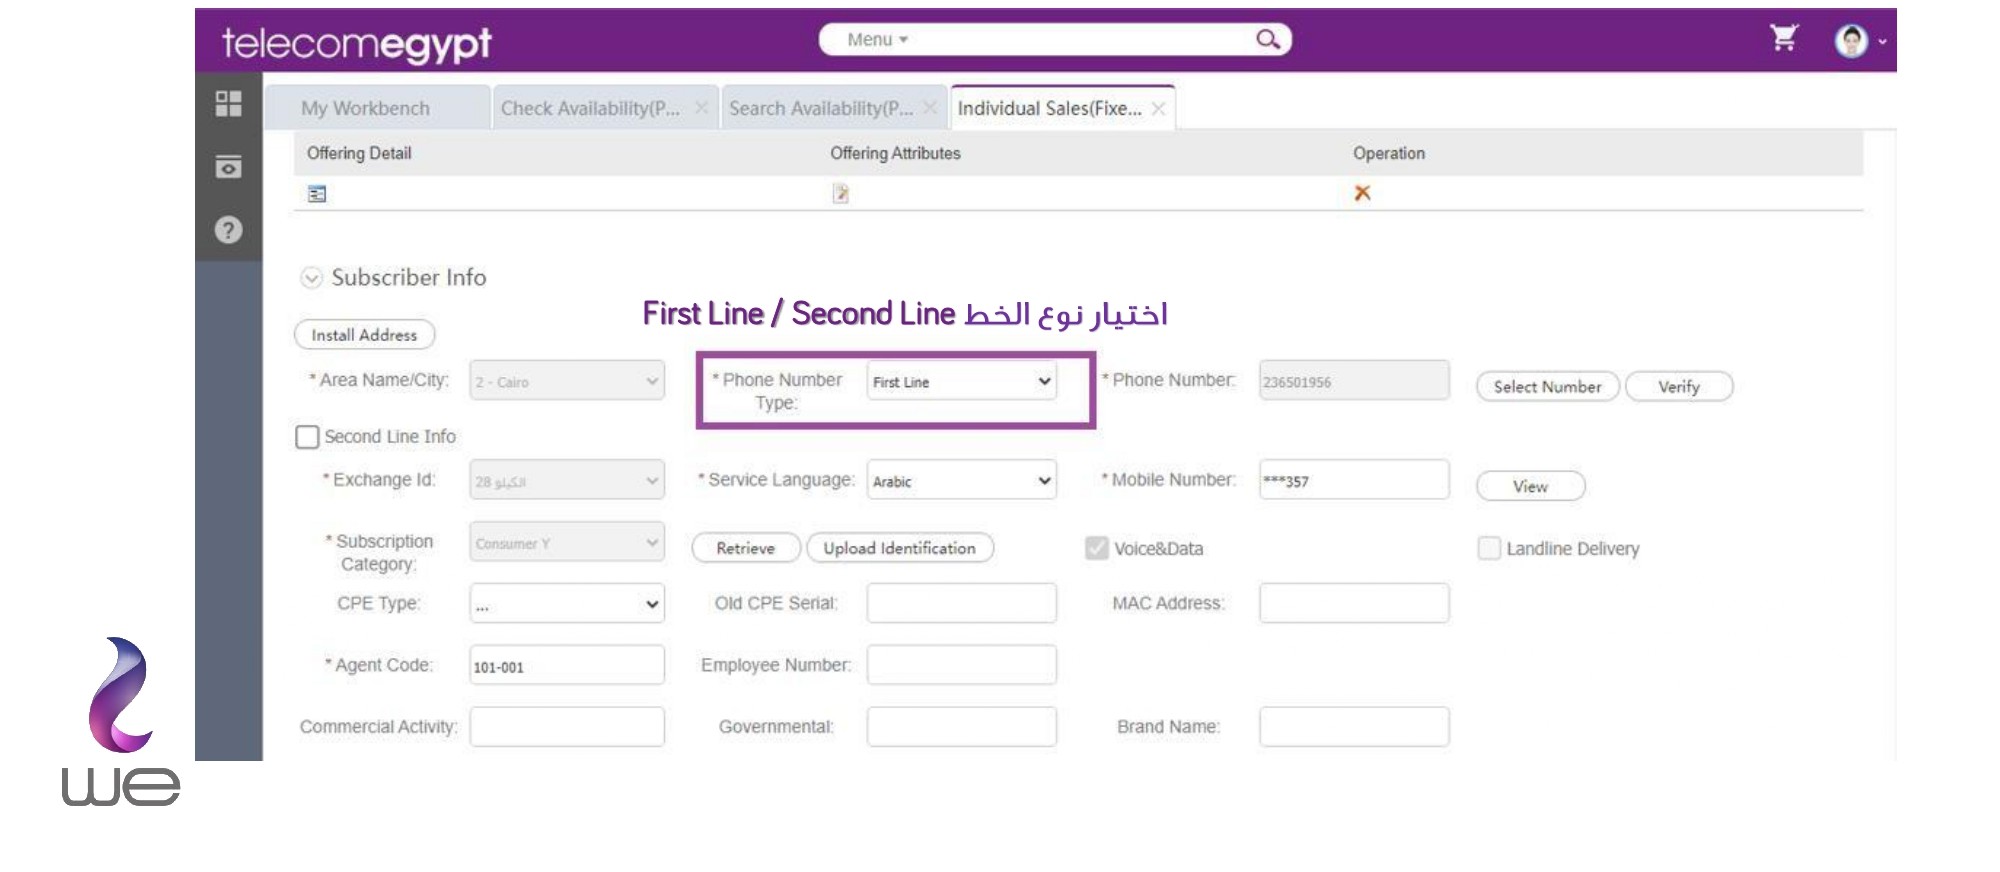 telecomegypt
Menu
My Workbench
Check Availability(P...
Search Availability(P...
Individual Sales(Fixe...
Offering Detail
Offering Attributes
Operation
Subscriber Info
اختيار نوع الخط First Line / Second Line
Install Address
* Area Name/City: 2 - Cairo
* Phone Number Type: First Line
* Phone Number: 236501956
Select Number
Verify
Second Line Info
* Exchange Id: الكيلو 28
* Service Language: Arabic
* Mobile Number: ***357
View
* Subscription Category: Consumer Y
Retrieve
Upload Identification
Voice&Data
Landline Delivery
CPE Type: ...
Old CPE Serial:
MAC Address:
* Agent Code: 101-001
Employee Number:
Commercial Activity:
Governmental:
Brand Name:
we